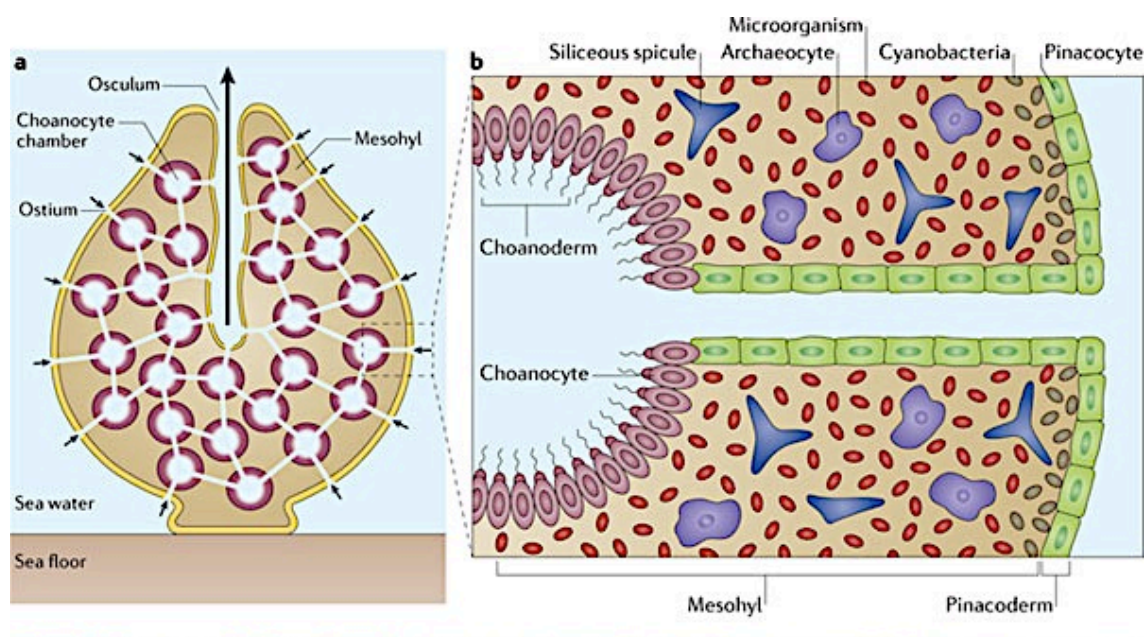 a
Osculum
Choanocyte
chamber
Mesohyl
Ostium
Sea water
Sea floor
b
Microorganism
Siliceous spicule
Archaeocyte
Cyanobacteria
Pinacocyte
Choanoderm
Choanocyte
Mesohyl
Pinacoderm